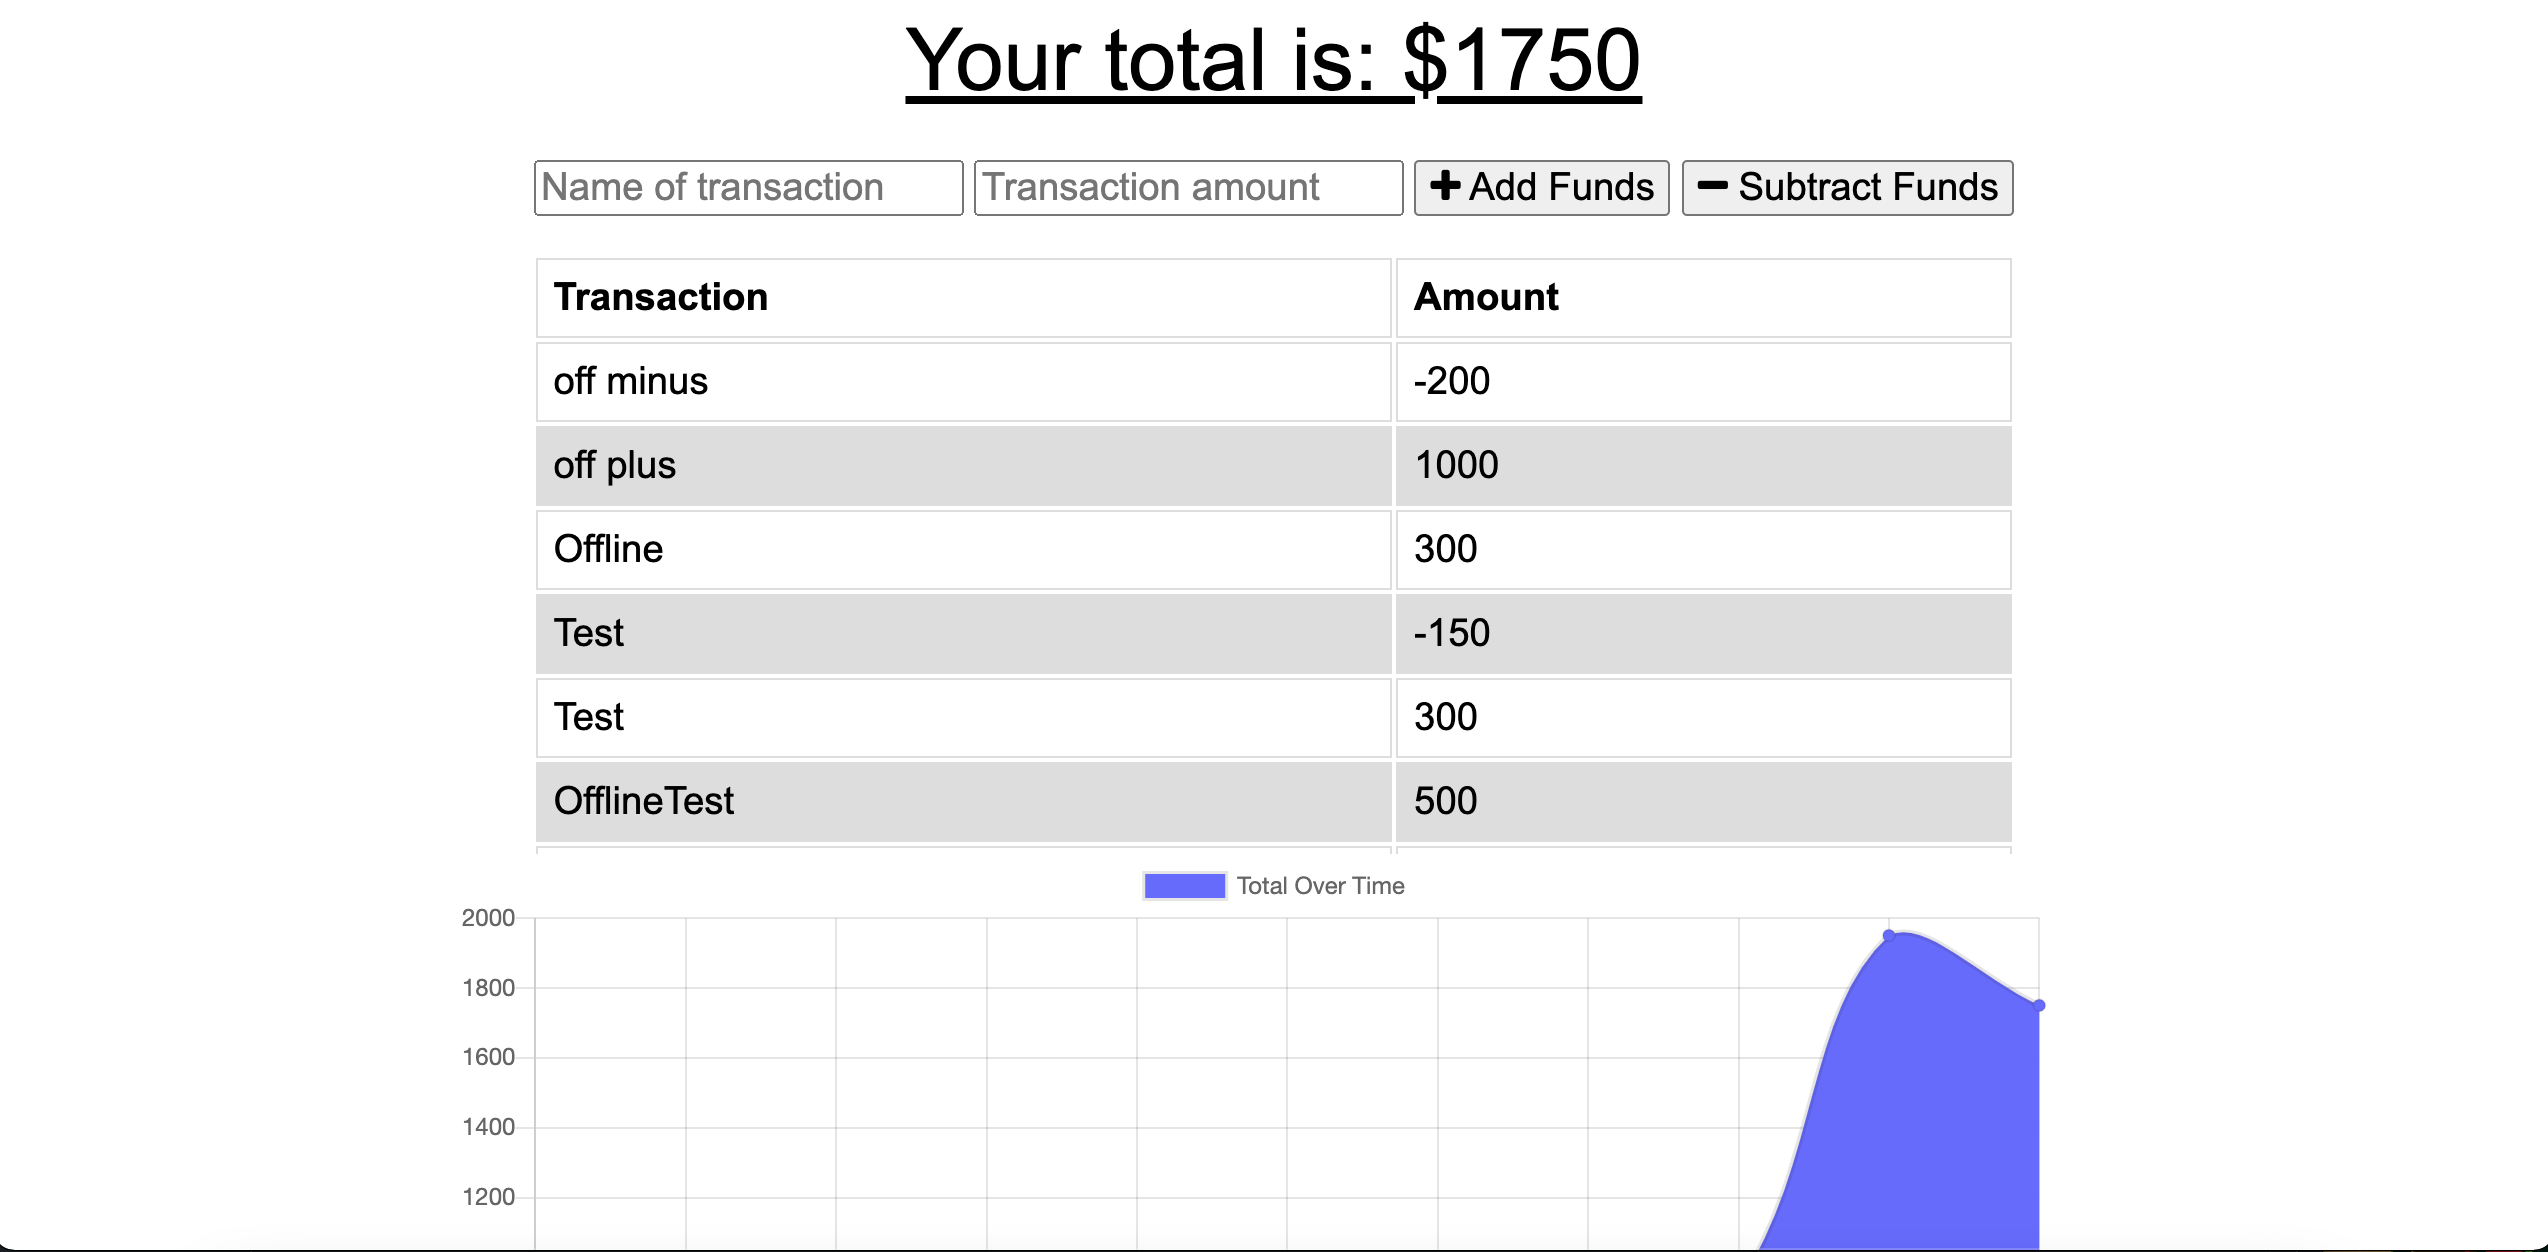 Your total is: $1750
Name of transaction Transaction amount Add Funds Subtract Funds
Transaction Amount
off minus -200
off plus 1000
Offline 300
Test -150
Test 300
OfflineTest 500
Total Over Time
2000
1800
1600
1400
1200